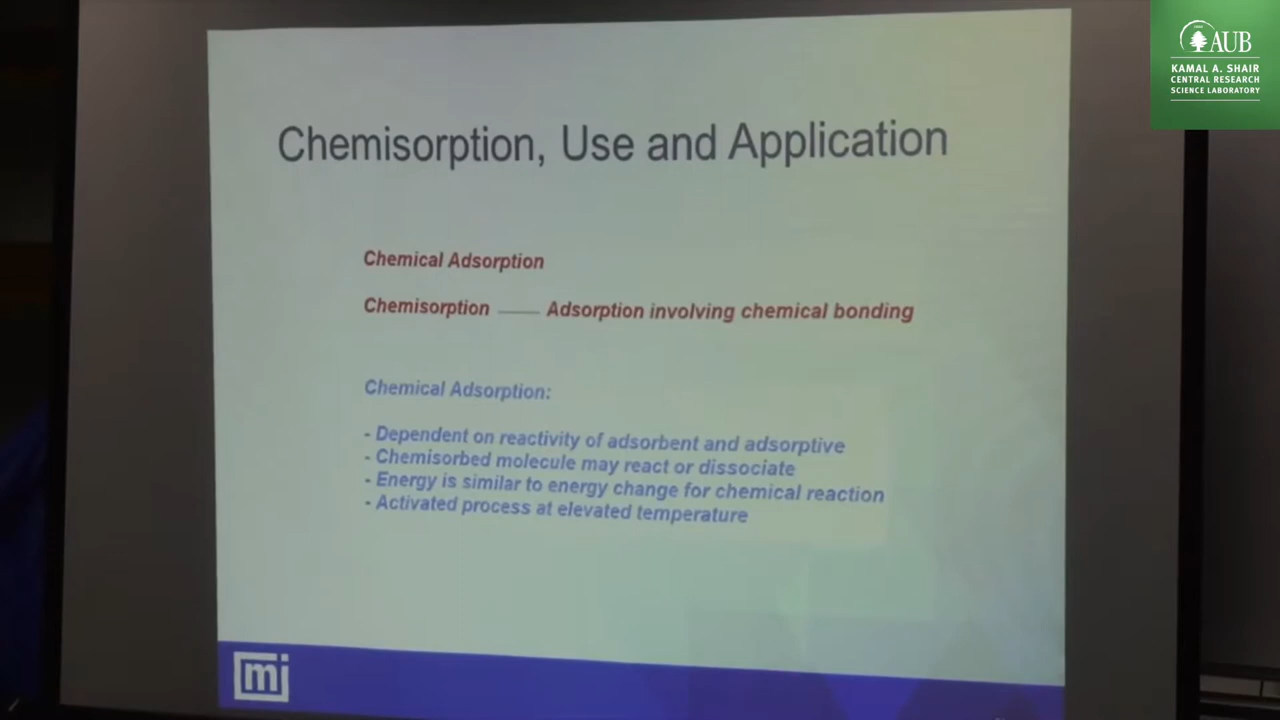 AUB
KAMAL A. SHAIR
CENTRAL RESEARCH
SCIENCE LABORATORY
Chemisorption, Use and Application
Chemical Adsorption
Chemisorption —— Adsorption involving chemical bonding
Chemical Adsorption:
- Dependent on reactivity of adsorbent and adsorptive
- Chemisorbed molecule may react or dissociate
- Energy is similar to energy change for chemical reaction
- Activated process at elevated temperature
mi